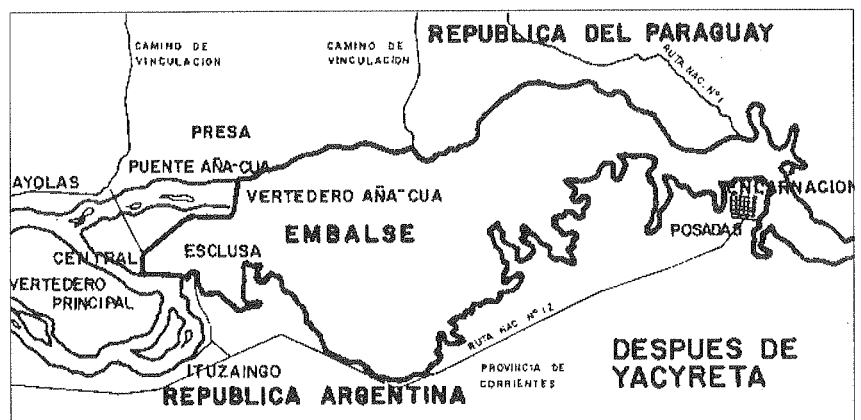 REPUBLICA DEL PARAGUAY
CAMINO DE
VINCULACION
CAMINO DE
VINCULACION
RUTA NAC. Nº 1
PRESA
PUENTE AÑA-CUA
AYOLAS
VERTEDERO AÑA-CUA
ENCARNACION
EMBALSE
POSADAS
ESCLUSA
CENTRAL
VERTEDERO
PRINCIPAL
RUTA NAC. Nº 12
ITUZAINGO
PROVINCIA DE
CORRIENTES
REPUBLICA ARGENTINA
DESPUES DE
YACYRETA